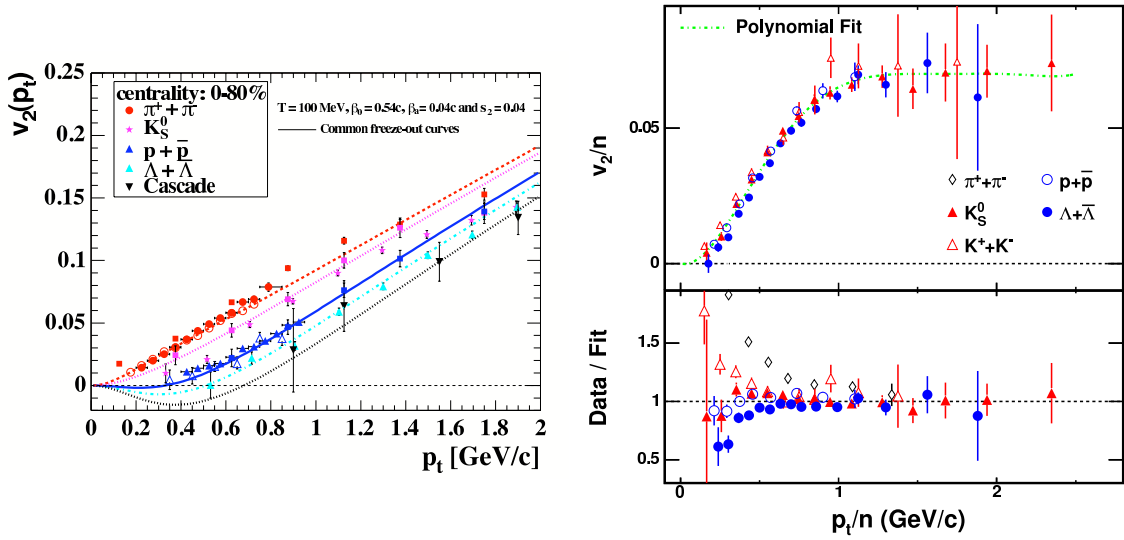 v₂(pₜ)
0.25
0.2
0.15
0.1
0.05
0
centrality: 0-80%
π⁺ + π⁻
K⁰_S
p + p̄
Λ + Λ̄
Cascade
T = 100 MeV, β₀ = 0.54c, βₐ = 0.04c and s₂ = 0.04
Common freeze-out curves
0 0.2 0.4 0.6 0.8 1 1.2 1.4 1.6 1.8 2
pₜ [GeV/c]
Polynomial Fit
v₂/n
0.05
0
π⁺+π⁻
p+p̄
K⁰_S
Λ+Λ̄
K⁺+K⁻
Data / Fit
1.5
1
0.5
0 1 2
pₜ/n (GeV/c)